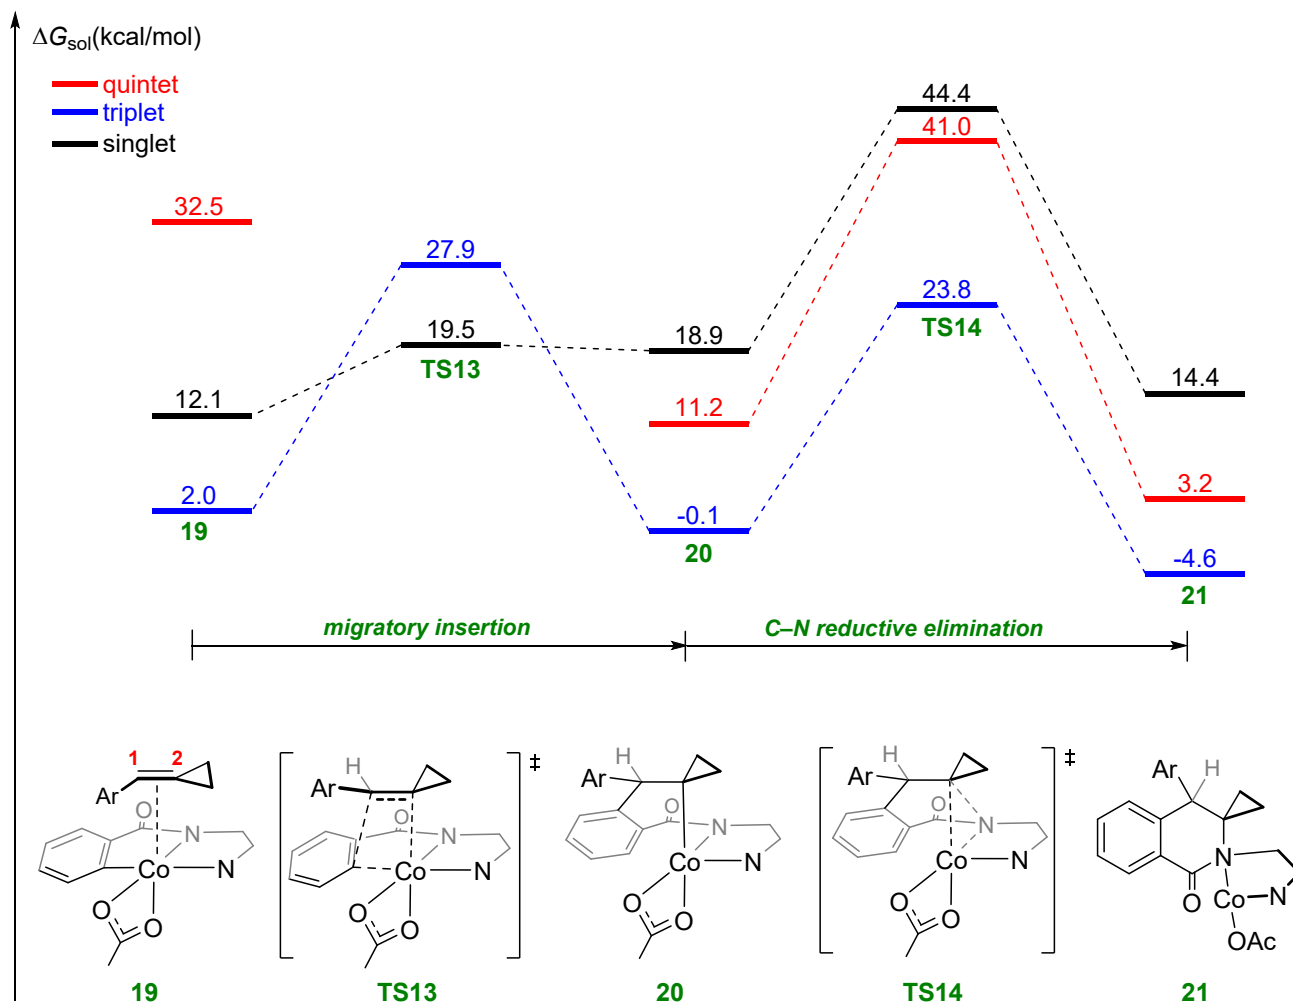 ΔGsol(kcal/mol)
quintet
triplet
singlet
44.4
41.0
32.5
27.9
23.8
TS14
19.5
TS13
18.9
14.4
12.1
11.2
3.2
2.0
19
-0.1
20
-4.6
21
migratory insertion
C–N reductive elimination
1 2
Ar
O
N
Co
N
O
O
19
H
Ar
O
N
Co
N
O
O
‡
TS13
H
Ar
O
N
Co
N
O
O
20
H
Ar
O
N
Co
N
O
O
‡
TS14
Ar
H
N
O
Co
N
OAc
21